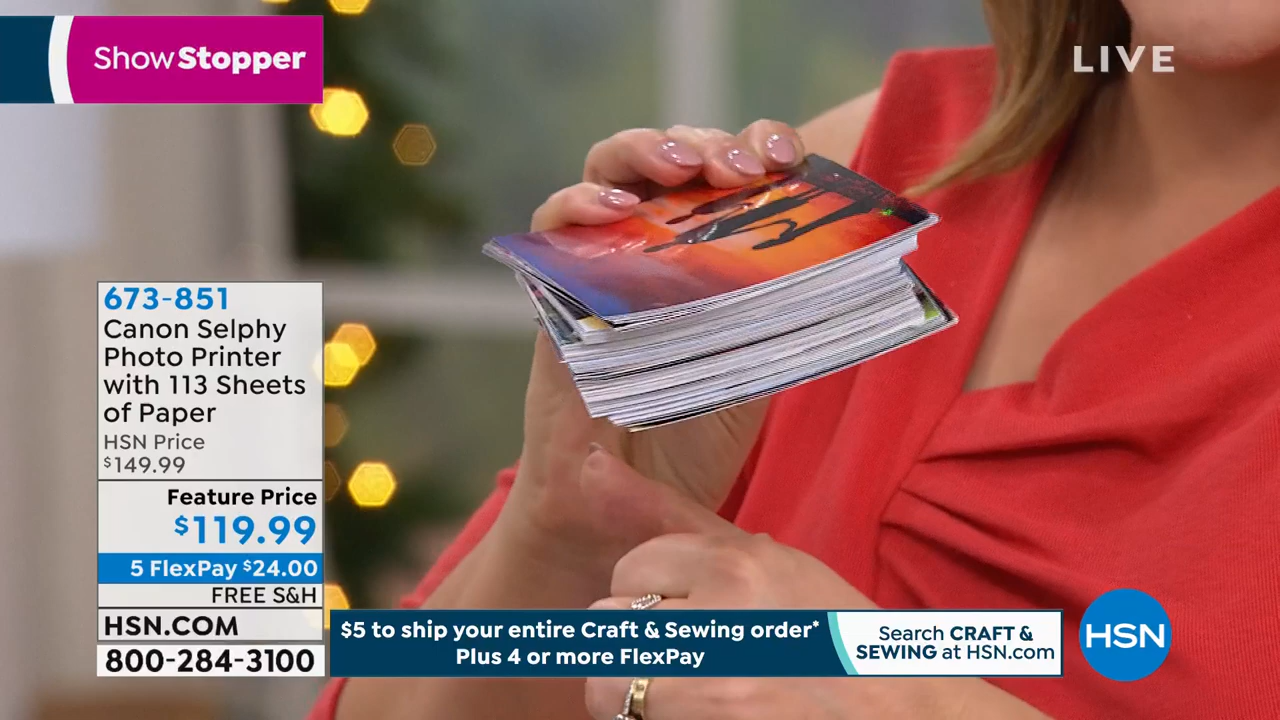 ShowStopper
LIVE
673-851
Canon Selphy
Photo Printer
with 113 Sheets
of Paper
HSN Price
$149.99
Feature Price
$119.99
5 FlexPay $24.00
FREE S&H
HSN.COM
800-284-3100
$5 to ship your entire Craft & Sewing order*
Plus 4 or more FlexPay
Search CRAFT &
SEWING at HSN.com
HSN